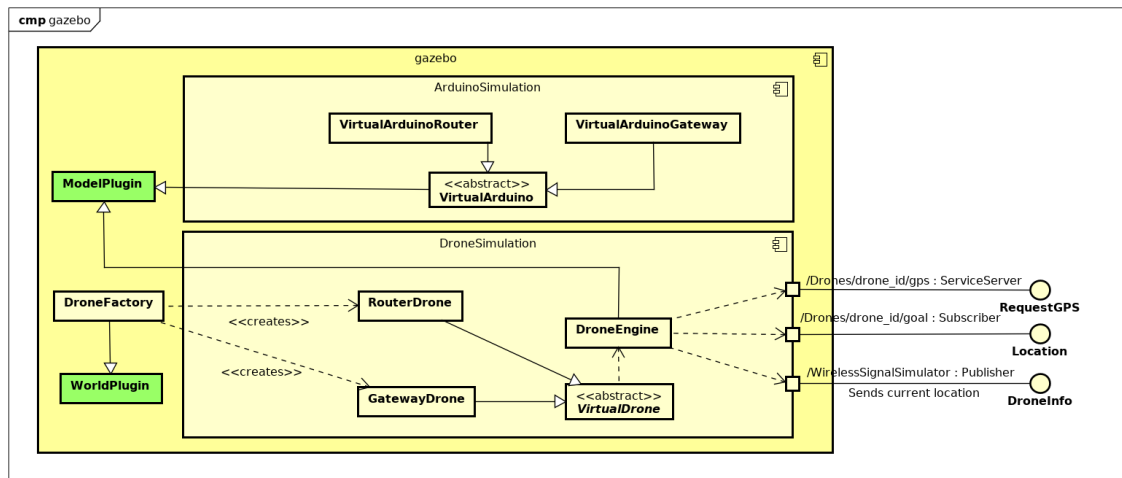 cmp gazebo
gazebo
ArduinoSimulation
VirtualArduinoRouter
VirtualArduinoGateway
<<abstract>>
VirtualArduino
ModelPlugin
DroneSimulation
/Drones/drone_id/gps : ServiceServer
RequestGPS
DroneFactory
RouterDrone
<<creates>>
DroneEngine
/Drones/drone_id/goal : Subscriber
Location
WorldPlugin
<<creates>>
GatewayDrone
<<abstract>>
VirtualDrone
/WirelessSignalSimulator : Publisher
Sends current location
DroneInfo